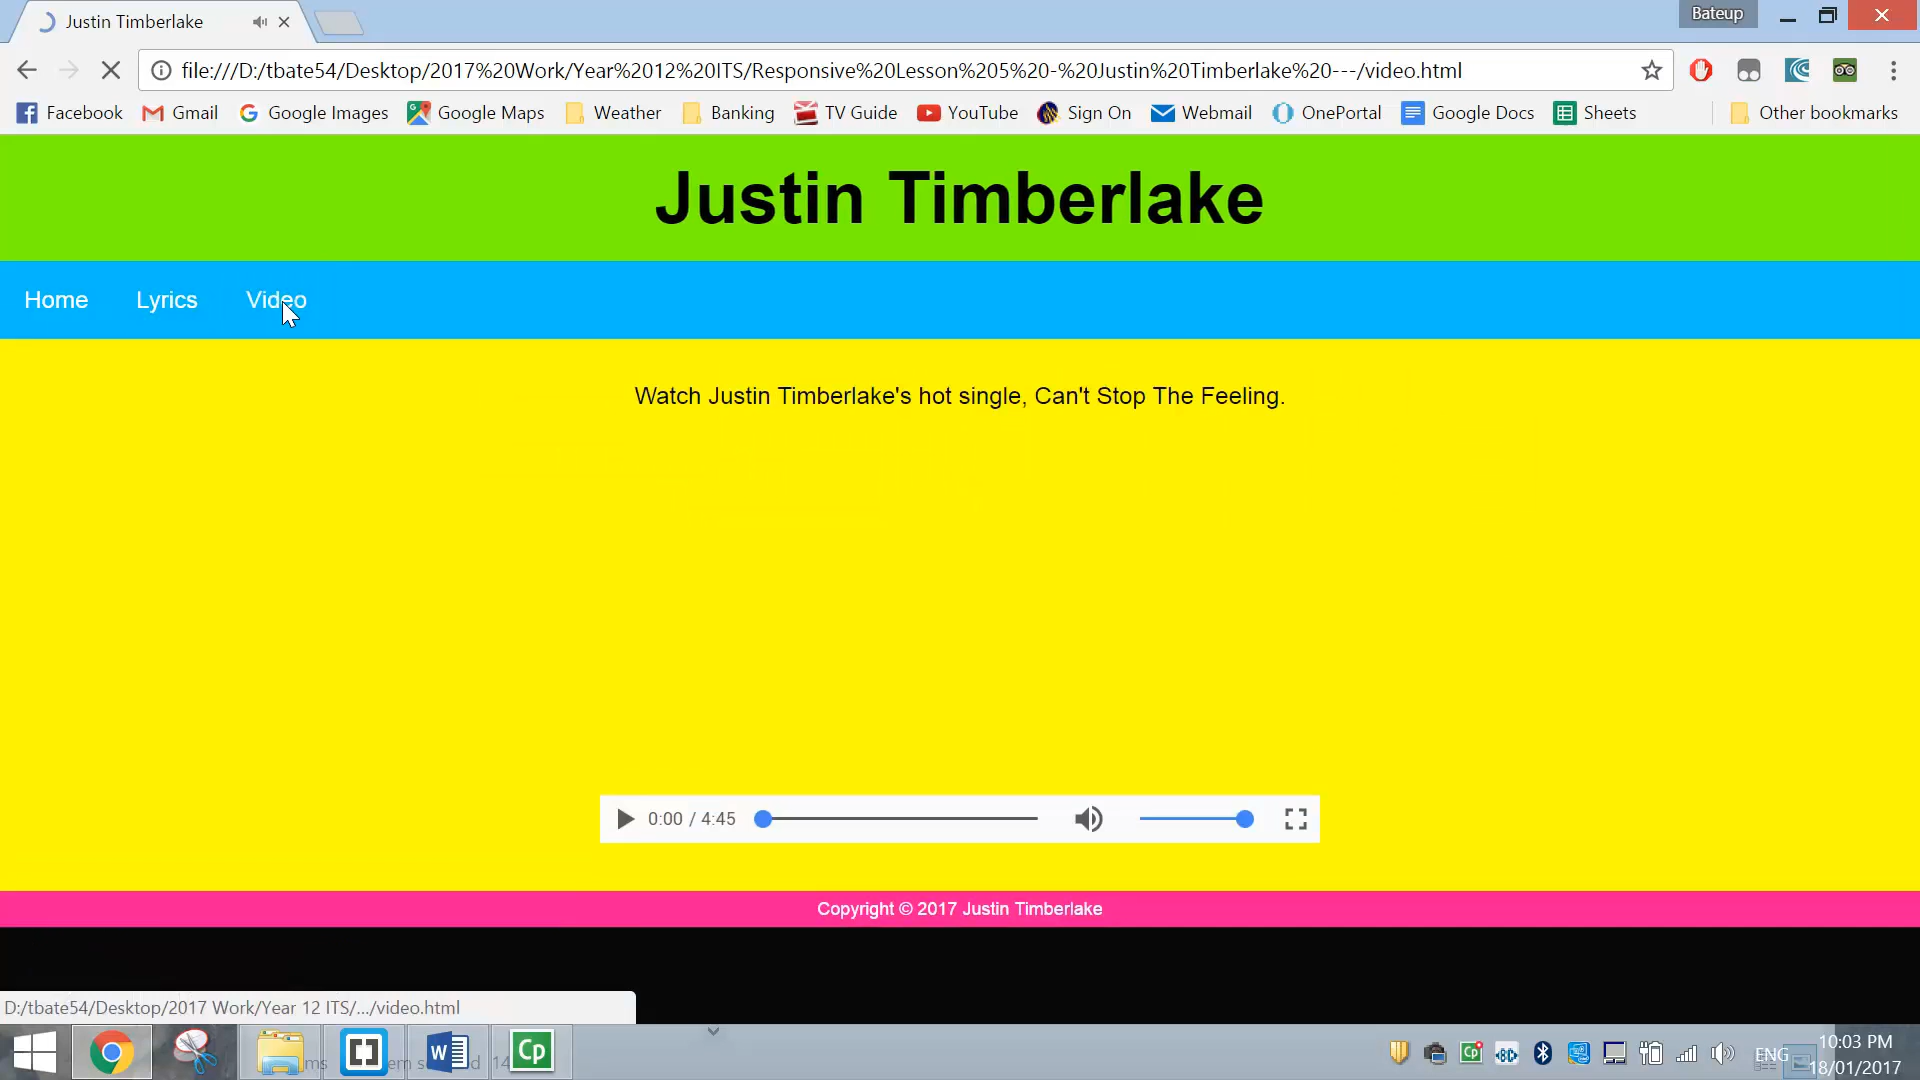 Justin Timberlake
Bateup
file:///D:/tbate54/Desktop/2017%20Work/Year%2012%20ITS/Responsive%20Lesson%205%20-%20Justin%20Timberlake%20---/video.html
Facebook Gmail Google Images Google Maps Weather Banking TV Guide YouTube Sign On Webmail OnePortal Google Docs Sheets Other bookmarks
Justin Timberlake
Home Lyrics Video
Watch Justin Timberlake's hot single, Can't Stop The Feeling.
0:00 / 4:45
Copyright © 2017 Justin Timberlake
D:/tbate54/Desktop/2017 Work/Year 12 ITS/.../video.html
ENG
10:03 PM
18/01/2017